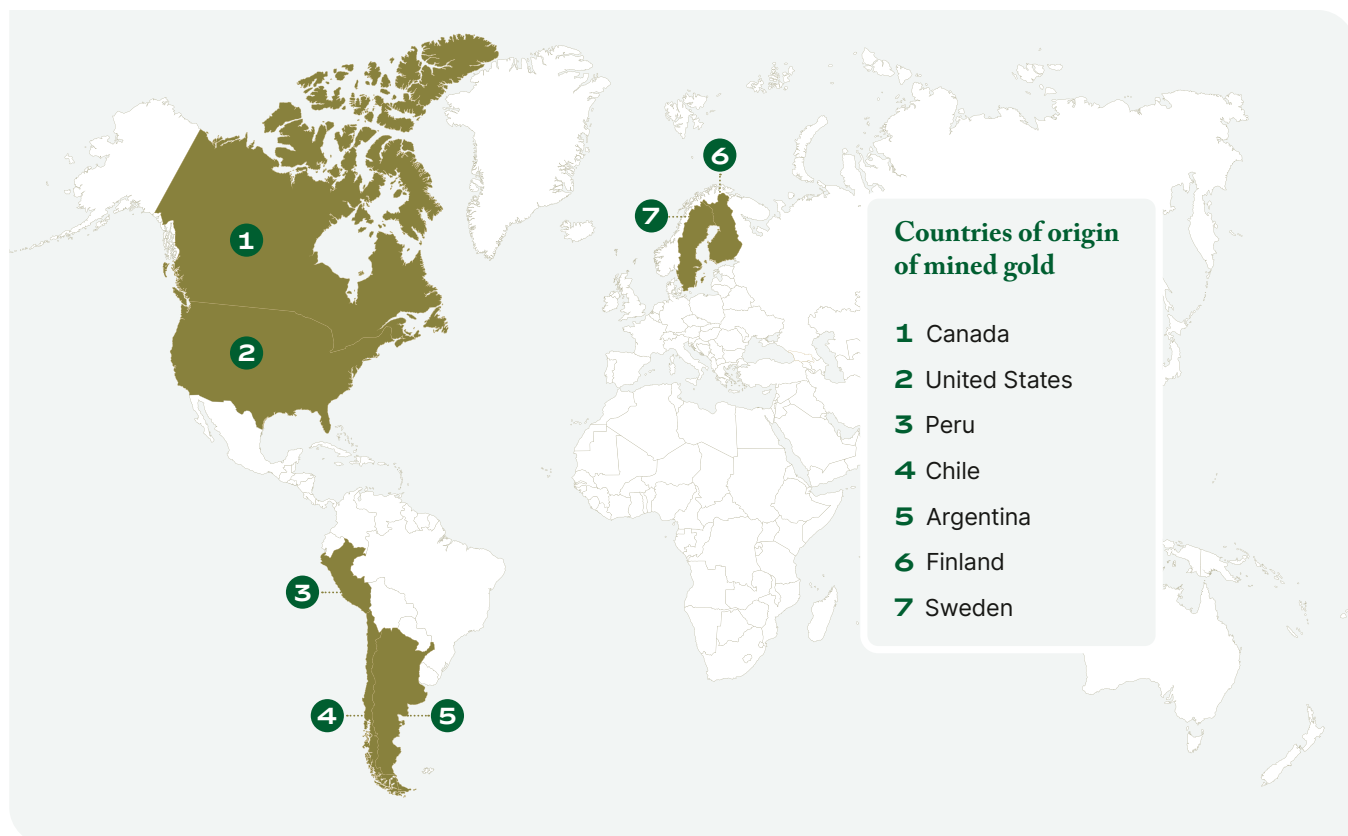 6
7
1
2
3
4
5
Countries of origin
of mined gold
1 Canada
2 United States
3 Peru
4 Chile
5 Argentina
6 Finland
7 Sweden